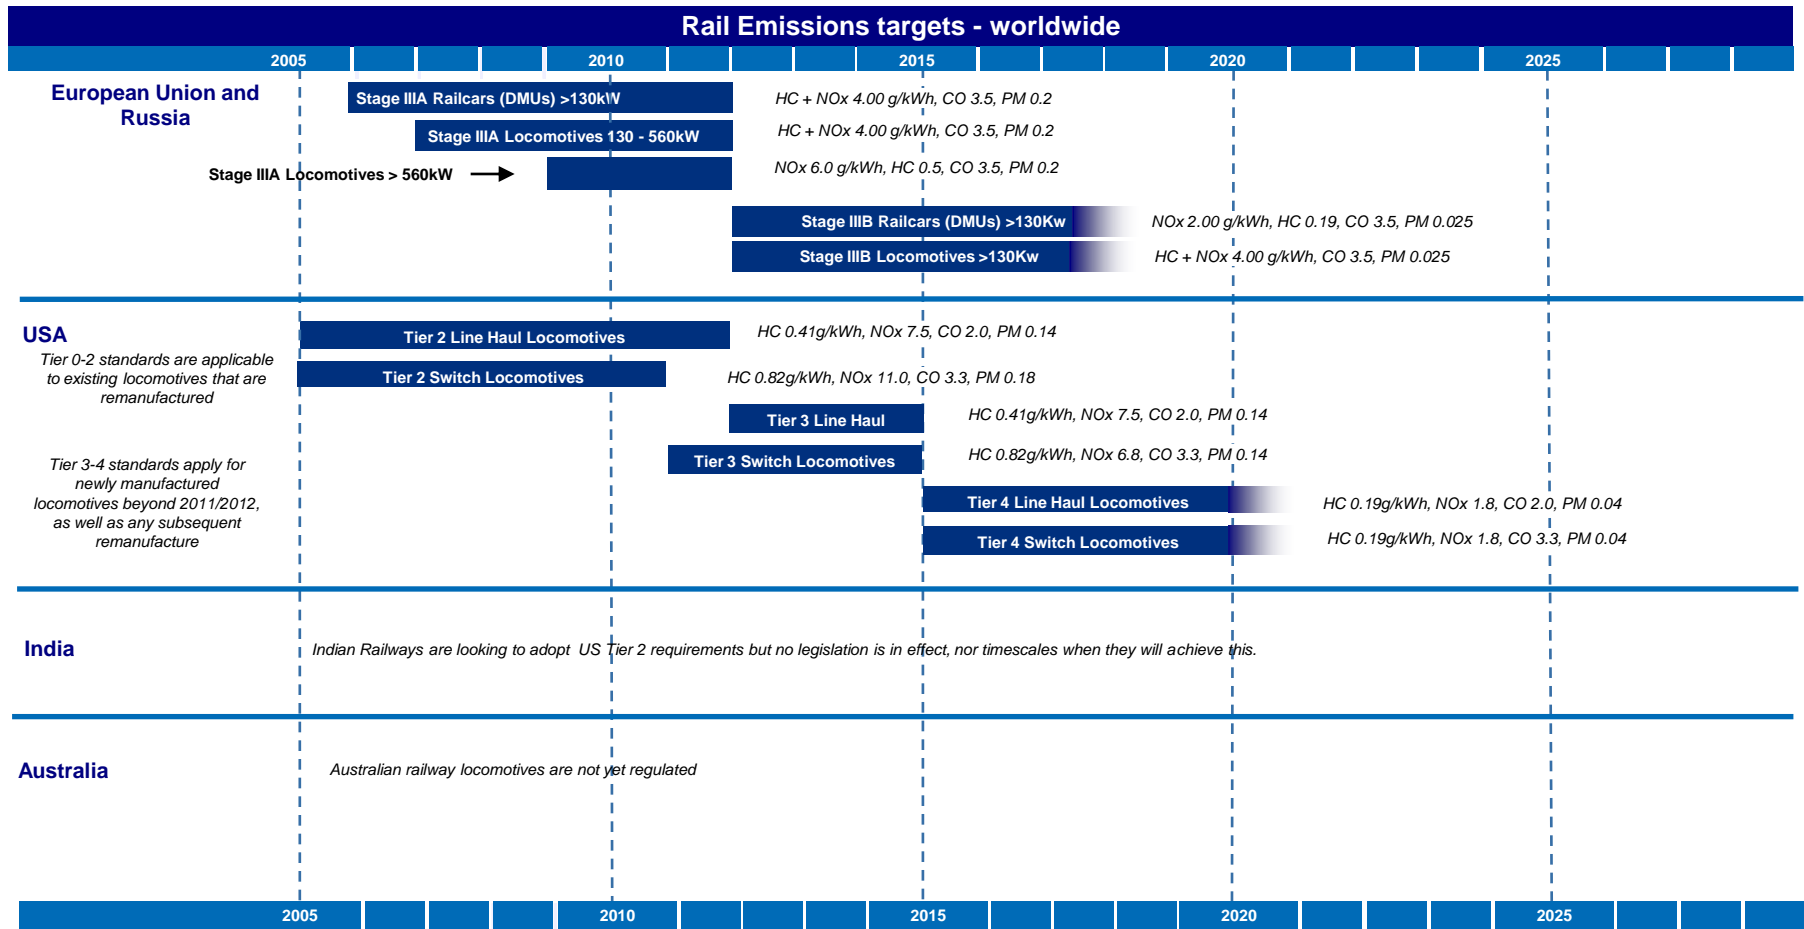 Rail Emissions targets - worldwide
2005 2010 2015 2020 2025
European Union and
Russia
Stage IIIA Railcars (DMUs) >130kW
HC + NOx 4.00 g/kWh, CO 3.5, PM 0.2
Stage IIIA Locomotives 130 - 560kW
HC + NOx 4.00 g/kWh, CO 3.5, PM 0.2
Stage IIIA Locomotives > 560kW
NOx 6.0 g/kWh, HC 0.5, CO 3.5, PM 0.2
Stage IIIB Railcars (DMUs) >130Kw
NOx 2.00 g/kWh, HC 0.19, CO 3.5, PM 0.025
Stage IIIB Locomotives >130Kw
HC + NOx 4.00 g/kWh, CO 3.5, PM 0.025
USA
Tier 0-2 standards are applicable
to existing locomotives that are
remanufactured
Tier 2 Line Haul Locomotives
HC 0.41g/kWh, NOx 7.5, CO 2.0, PM 0.14
Tier 2 Switch Locomotives
HC 0.82g/kWh, NOx 11.0, CO 3.3, PM 0.18
Tier 3 Line Haul
HC 0.41g/kWh, NOx 7.5, CO 2.0, PM 0.14
Tier 3 Switch Locomotives
HC 0.82g/kWh, NOx 6.8, CO 3.3, PM 0.14
Tier 3-4 standards apply for
newly manufactured
locomotives beyond 2011/2012,
as well as any subsequent
remanufacture
Tier 4 Line Haul Locomotives
HC 0.19g/kWh, NOx 1.8, CO 2.0, PM 0.04
Tier 4 Switch Locomotives
HC 0.19g/kWh, NOx 1.8, CO 3.3, PM 0.04
India
Indian Railways are looking to adopt US Tier 2 requirements but no legislation is in effect, nor timescales when they will achieve this.
Australia
Australian railway locomotives are not yet regulated
2005 2010 2015 2020 2025